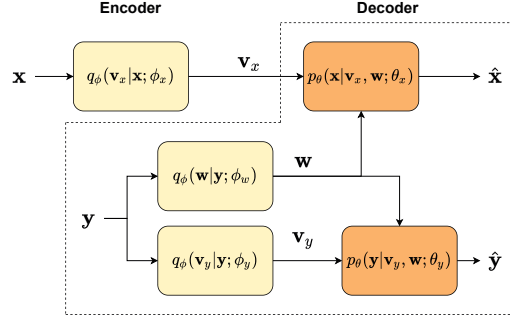 Encoder
Decoder
x
q_ϕ(v_x|x; ϕ_x)
v_x
p_θ(x|v_x, w; θ_x)
x̂
y
q_ϕ(w|y; ϕ_w)
w
q_ϕ(v_y|y; ϕ_y)
v_y
p_θ(y|v_y, w; θ_y)
ŷ